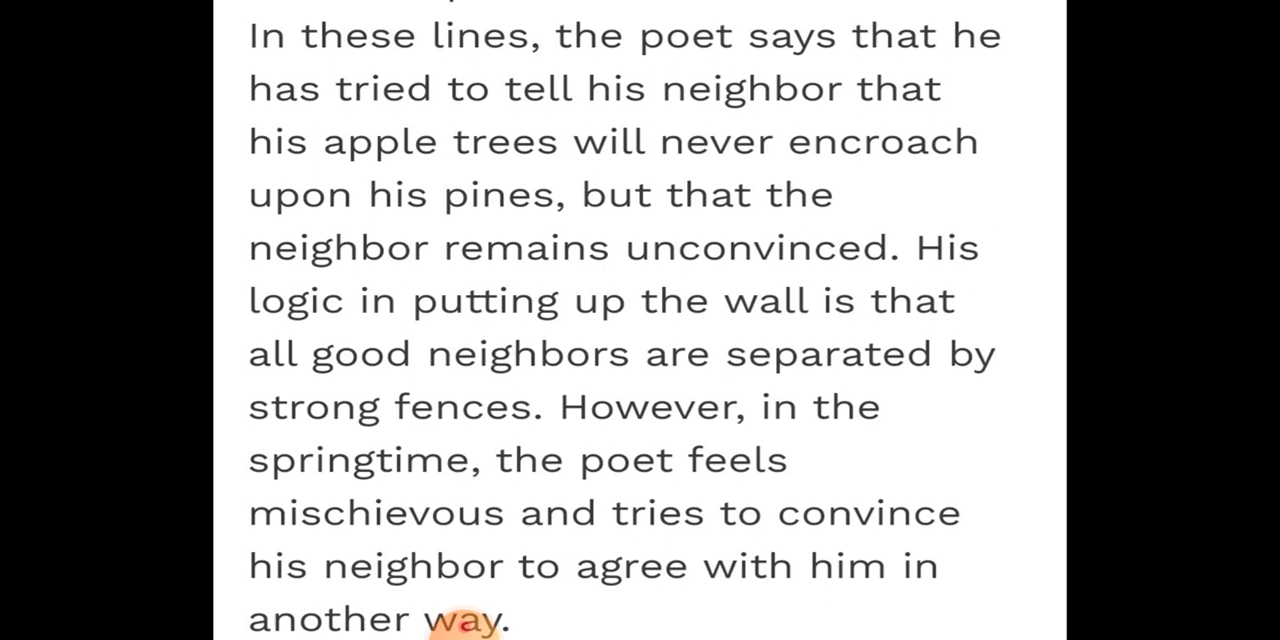 In these lines, the poet says that he
has tried to tell his neighbor that
his apple trees will never encroach
upon his pines, but that the
neighbor remains unconvinced. His
logic in putting up the wall is that
all good neighbors are separated by
strong fences. However, in the
springtime, the poet feels
mischievous and tries to convince
his neighbor to agree with him in
another way.